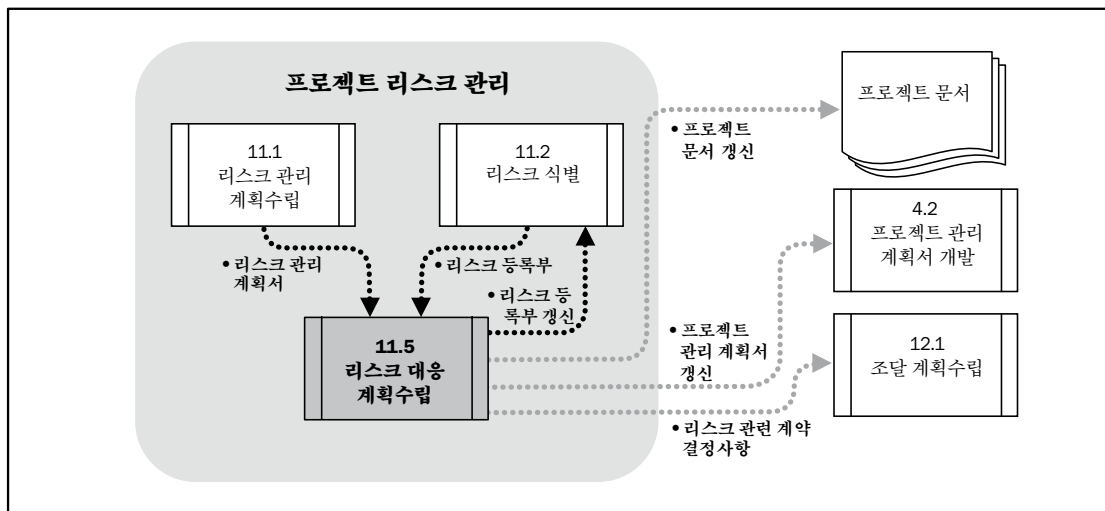 프로젝트 리스크 관리
11.1
리스크 관리
계획수립
11.2
리스크 식별
• 리스크 관리
계획서
• 리스크 등록부
• 리스크 등
록부 갱신
11.5
리스크 대응
계획수립
• 프로젝트
문서 갱신
• 프로젝트
관리 계획서
갱신
• 리스크 관련 계약
결정사항
프로젝트 문서
4.2
프로젝트 관리
계획서 개발
12.1
조달 계획수립